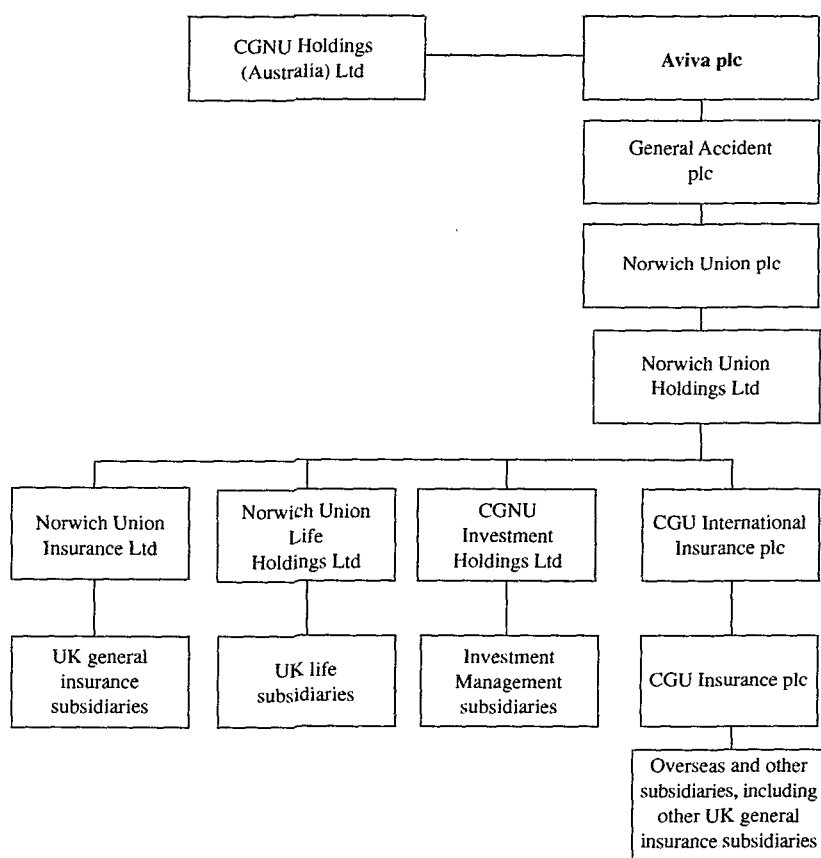 CGNU Holdings
(Australia) Ltd
Aviva plc
General Accident
plc
Norwich Union plc
Norwich Union
Holdings Ltd
Norwich Union
Insurance Ltd
Norwich Union
Life
Holdings Ltd
CGNU
Investment
Holdings Ltd
CGU International
Insurance plc
UK general
insurance
subsidiaries
UK life
subsidiaries
Investment
Management
subsidiaries
CGU Insurance plc
Overseas and other
subsidiaries, including
other UK general
insurance subsidiaries